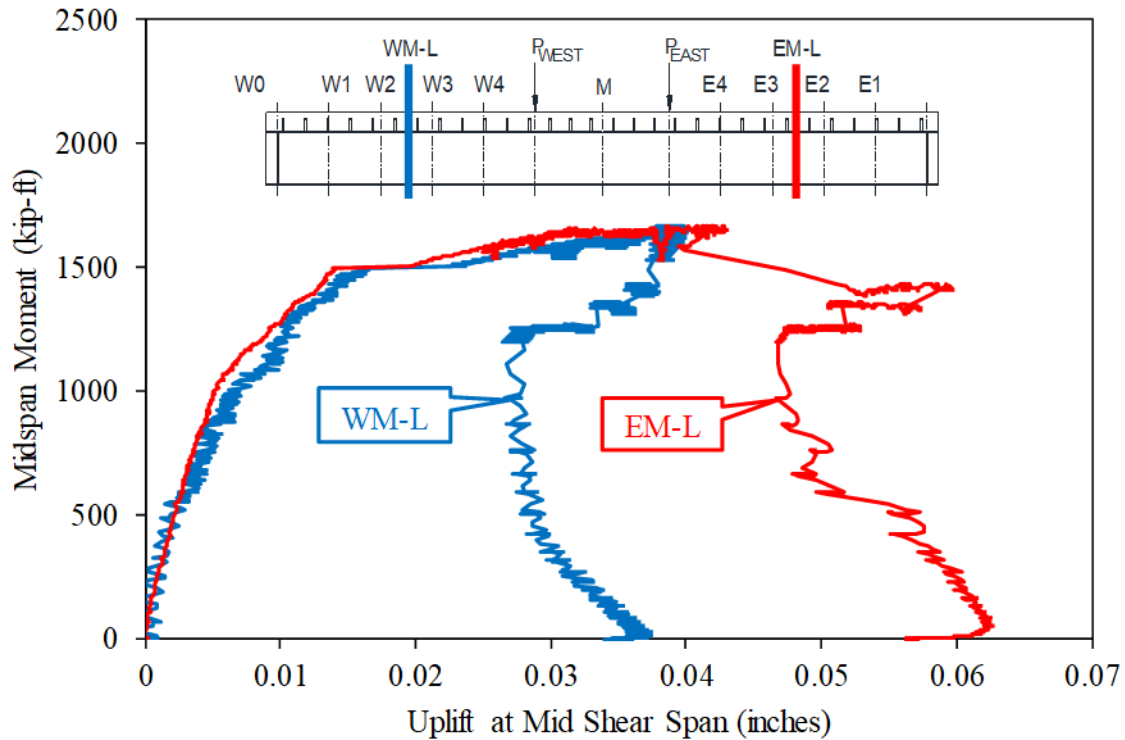 2500
WM-L
P WEST
P EAST
EM-L
W0
W1
W2
W3
W4
M
E4
E3
E2
E1
2000
1500
1000
500
0
WM-L
EM-L
Midspan Moment (kip-ft)
0
0.01
0.02
0.03
0.04
0.05
0.06
0.07
Uplift at Mid Shear Span (inches)